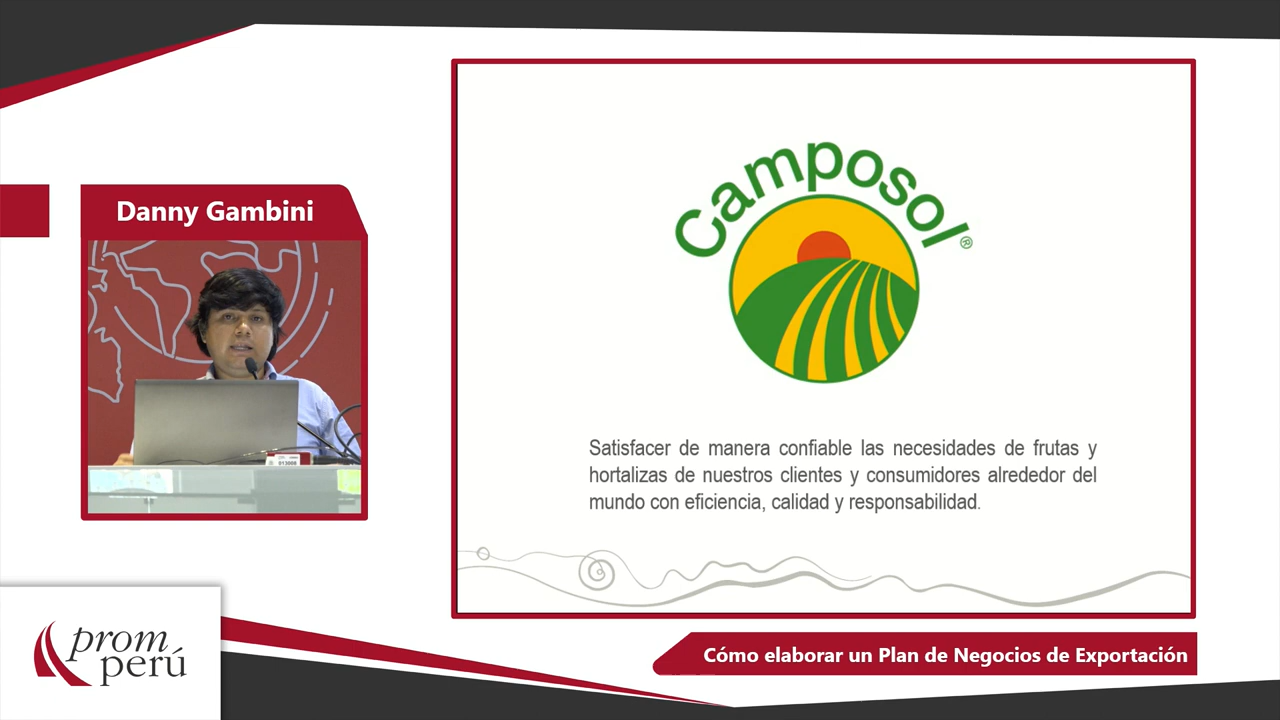 Danny Gambini
Camposol®
Satisfacer de manera confiable las necesidades de frutas y
hortalizas de nuestros clientes y consumidores alrededor del
mundo con eficiencia, calidad y responsabilidad.
prom
perú
Cómo elaborar un Plan de Negocios de Exportación